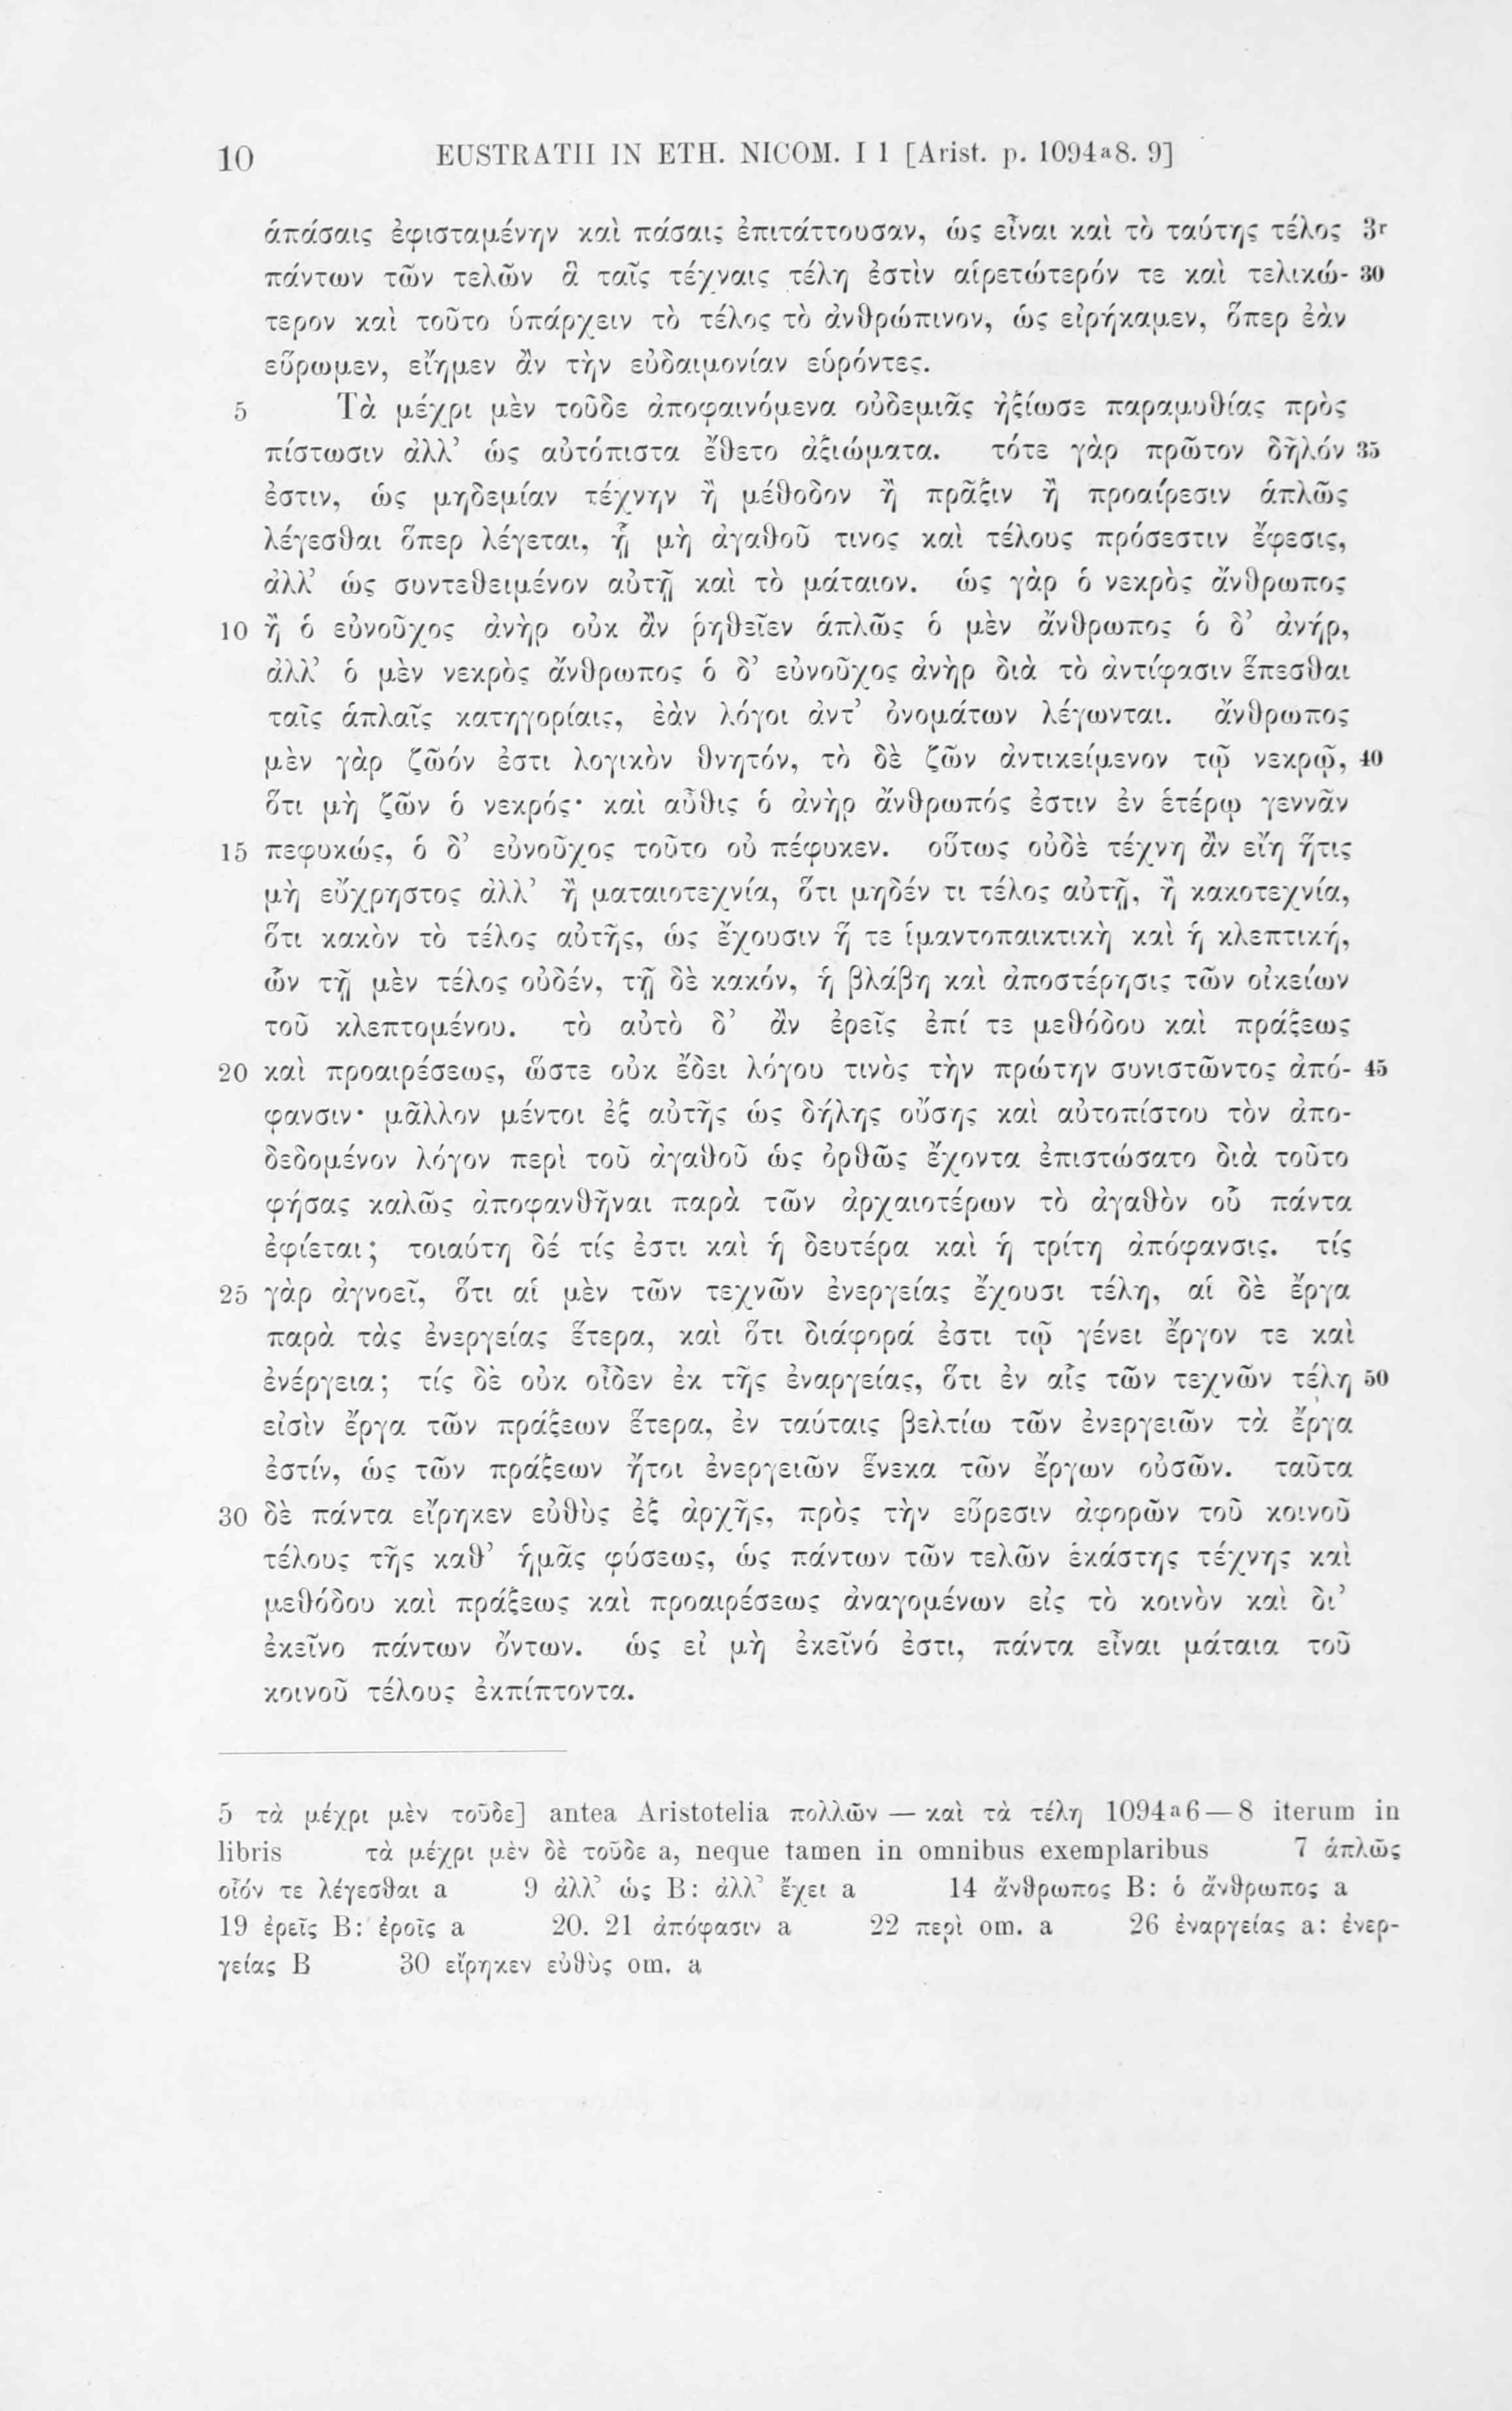 10 EUSTRATII IN ETH. NICOM. I 1 [Arist. p. 1094a8. 9]
ἁπάσαις ἐφισταμένην καὶ πάσαις ἐπιτάττουσαν, ὡς εἶναι καὶ τὸ ταύτης τέλος 3r
πάντων τῶν τελῶν ἃ ταῖς τέχναις τέλη ἐστὶν αἱρετώτερόν τε καὶ τελικώ- 30
τερον καὶ τοῦτο ὑπάρχειν τὸ τέλος τὸ ἀνθρώπινον, ὡς εἰρήκαμεν, ὅπερ ἐὰν
εὕρωμεν, εἴημεν ἂν τὴν εὐδαιμονίαν εὑρόντες.
5 Τὰ μέχρι μὲν τοῦδε ἀποφαινόμενα οὐδεμιᾶς ἠξίωσε παραμυθίας πρὸς
πίστωσιν ἀλλ’ ὡς αὐτόπιστα ἔθετο ἀξιώματα. τότε γὰρ πρῶτον δῆλόν 35
ἐστιν, ὡς μηδεμίαν τέχνην ἢ μέθοδον ἢ πρᾶξιν ἢ προαίρεσιν ἁπλῶς
λέγεσθαι ὅπερ λέγεται, ᾗ μὴ ἀγαθοῦ τινος καὶ τέλους πρόσεστιν ἔφεσις,
ἀλλ’ ὡς συντεθειμένον αὐτῇ καὶ τὸ μάταιον. ὡς γὰρ ὁ νεκρὸς ἄνθρωπος
10 ἢ ὁ εὐνοῦχος ἀνὴρ οὐκ ἂν ῥηθεῖεν ἁπλῶς ὁ μὲν ἄνθρωπος ὁ δ’ ἀνήρ,
ἀλλ’ ὁ μὲν νεκρὸς ἄνθρωπος ὁ δ’ εὐνοῦχος ἀνὴρ διὰ τὸ ἀντίφασιν ἕπεσθαι
ταῖς ἁπλαῖς κατηγορίαις, ἐὰν λόγοι ἀντ’ ὀνομάτων λέγωνται. ἄνθρωπος
μὲν γὰρ ζῶόν ἐστι λογικὸν θνητόν, τὸ δὲ ζῶν ἀντικείμενον τῷ νεκρῷ, 40
ὅτι μὴ ζῶν ὁ νεκρός· καὶ αὖθις ὁ ἀνὴρ ἄνθρωπός ἐστιν ἐν ἑτέρῳ γεννᾶν
15 πεφυκώς, ὁ δ’ εὐνοῦχος τοῦτο οὐ πέφυκεν. οὕτως οὐδὲ τέχνη ἂν εἴη ἥτις
μὴ εὔχρηστος ἀλλ’ ἢ ματαιοτεχνία, ὅτι μηδέν τι τέλος αὐτῇ, ἢ κακοτεχνία,
ὅτι κακὸν τὸ τέλος αὐτῆς, ὡς ἔχουσιν ἥ τε ἱμαντοπαικτικὴ καὶ ἡ κλεπτική,
ὧν τῇ μὲν τέλος οὐδέν, τῇ δὲ κακόν, ἡ βλάβη καὶ ἀποστέρησις τῶν οἰκείων
τοῦ κλεπτομένου. τὸ αὐτὸ δ’ ἂν ἐρεῖς ἐπί τε μεθόδου καὶ πράξεως
20 καὶ προαιρέσεως, ὥστε οὐκ ἔδει λόγου τινὸς τὴν πρώτην συνιστῶντος ἀπό- 45
φανσιν· μᾶλλον μέντοι ἐξ αὐτῆς ὡς δήλης οὔσης καὶ αὐτοπίστου τὸν ἀπο-
δεδομένον λόγον περὶ τοῦ ἀγαθοῦ ὡς ὀρθῶς ἔχοντα ἐπιστώσατο διὰ τοῦτο
φήσας καλῶς ἀποφανθῆναι παρὰ τῶν ἀρχαιοτέρων τὸ ἀγαθὸν οὗ πάντα
ἐφίεται; τοιαύτη δέ τίς ἐστι καὶ ἡ δευτέρα καὶ ἡ τρίτη ἀπόφανσις. τίς
25 γὰρ ἀγνοεῖ, ὅτι αἱ μὲν τῶν τεχνῶν ἐνεργείας ἔχουσι τέλη, αἱ δὲ ἔργα
παρὰ τὰς ἐνεργείας ἕτερα, καὶ ὅτι διάφορά ἐστι τῷ γένει ἔργον τε καὶ
ἐνέργεια; τίς δὲ οὐκ οἶδεν ἐκ τῆς ἐναργείας, ὅτι ἐν αἷς τῶν τεχνῶν τέλη 50
εἰσὶν ἔργα τῶν πράξεων ἕτερα, ἐν ταύταις βελτίω τῶν ἐνεργειῶν τὰ ἔργα
ἐστίν, ὡς τῶν πράξεων ἤτοι ἐνεργειῶν ἕνεκα τῶν ἔργων οὐσῶν. ταῦτα
30 δὲ πάντα εἴρηκεν εὐθὺς ἐξ ἀρχῆς, πρὸς τὴν εὕρεσιν ἀφορῶν τοῦ κοινοῦ
τέλους τῆς καθ’ ἡμᾶς φύσεως, ὡς πάντων τῶν τελῶν ἑκάστης τέχνης καὶ
μεθόδου καὶ πράξεως καὶ προαιρέσεως ἀναγομένων εἰς τὸ κοινὸν καὶ δι’
ἐκεῖνο πάντων ὄντων. ὡς εἰ μὴ ἐκεῖνό ἐστι, πάντα εἶναι μάταια τοῦ
κοινοῦ τέλους ἐκπίπτοντα.
5 τὰ μέχρι μὲν τοῦδε] antea Aristotelia πολλῶν — καὶ τὰ τέλη 1094a6—8 iterum in
libris τὰ μέχρι μὲν δὲ τοῦδε a, neque tamen in omnibus exemplaribus 7 ἁπλῶς
οἷόν τε λέγεσθαι a 9 ἀλλ’ ὡς B: ἀλλ’ ἔχει a 14 ἄνθρωπος B: ὁ ἄνθρωπος a
19 ἐρεῖς B: ἐροῖς a 20. 21 ἀπόφασιν a 22 περὶ om. a 26 ἐναργείας a: ἐνερ-
γείας B 30 εἴρηκεν εὐθὺς om. a